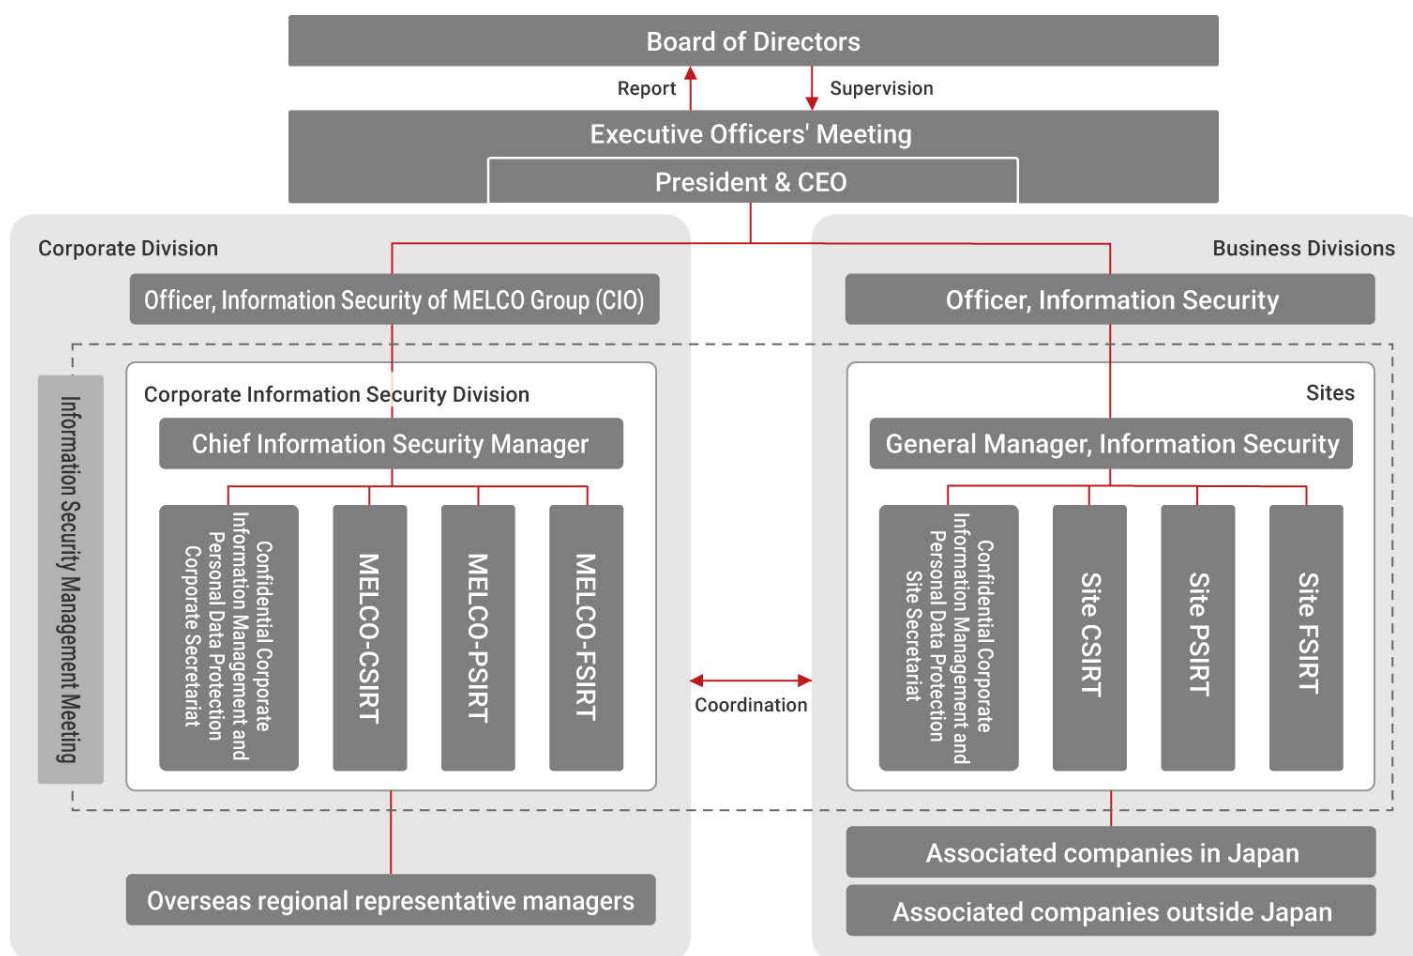 Board of Directors
Report
Supervision
Executive Officers' Meeting
President & CEO
Corporate Division
Business Divisions
Officer, Information Security of MELCO Group (CIO)
Officer, Information Security
Information Security Management Meeting
Corporate Information Security Division
Chief Information Security Manager
Confidential Corporate
Information Management and
Personal Data Protection
Corporate Secretariat
MELCO-CSIRT
MELCO-PSIRT
MELCO-FSIRT
Coordination
Sites
General Manager, Information Security
Confidential Corporate
Information Management and
Personal Data Protection
Site Secretariat
Site CSIRT
Site PSIRT
Site FSIRT
Overseas regional representative managers
Associated companies in Japan
Associated companies outside Japan